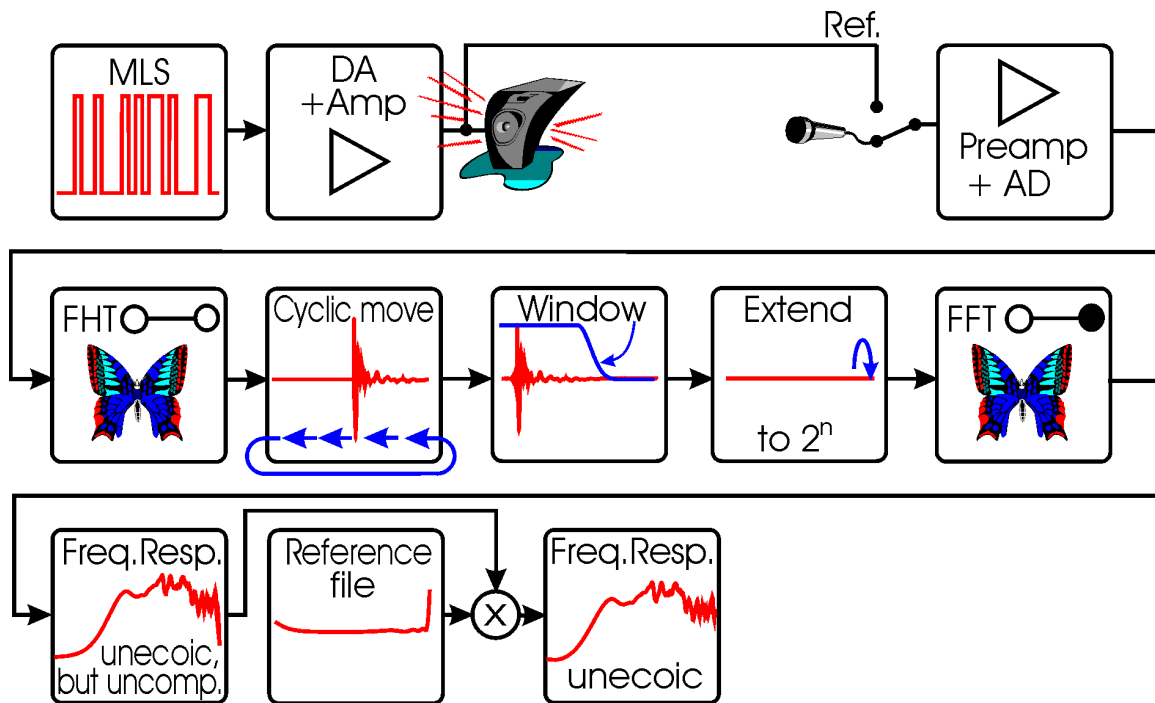 MLS
DA
+Amp
Ref.
Preamp
+ AD
FHT
Cyclic move
Window
Extend
to 2ⁿ
FFT
Freq.Resp.
unecoic,
but uncomp.
Reference
file
X
Freq.Resp.
unecoic